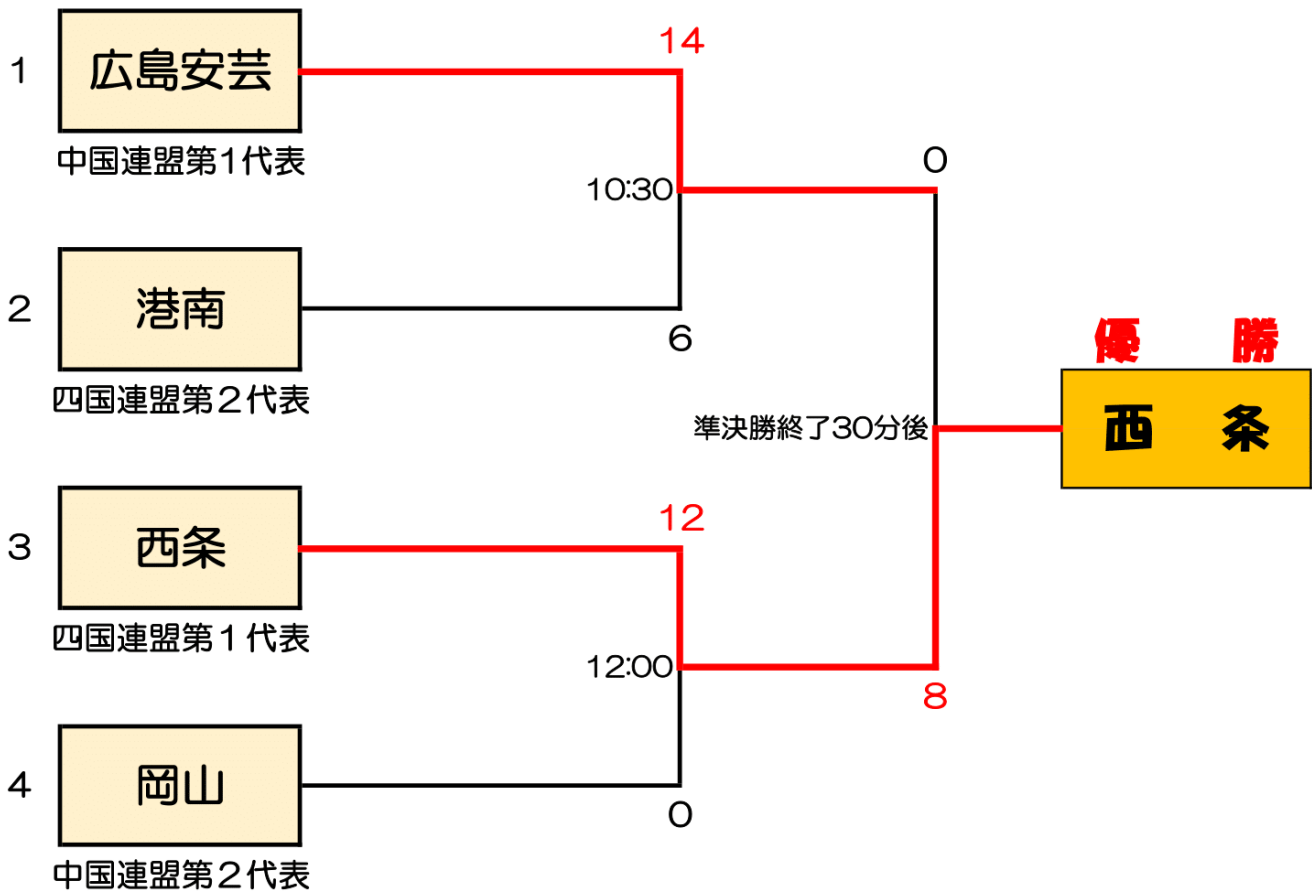 1
広島安芸
中国連盟第1代表
14
10:30
0
2
港南
四国連盟第2代表
6
優勝
西条
準決勝終了30分後
3
西条
四国連盟第1代表
12
12:00
8
4
岡山
中国連盟第2代表
0